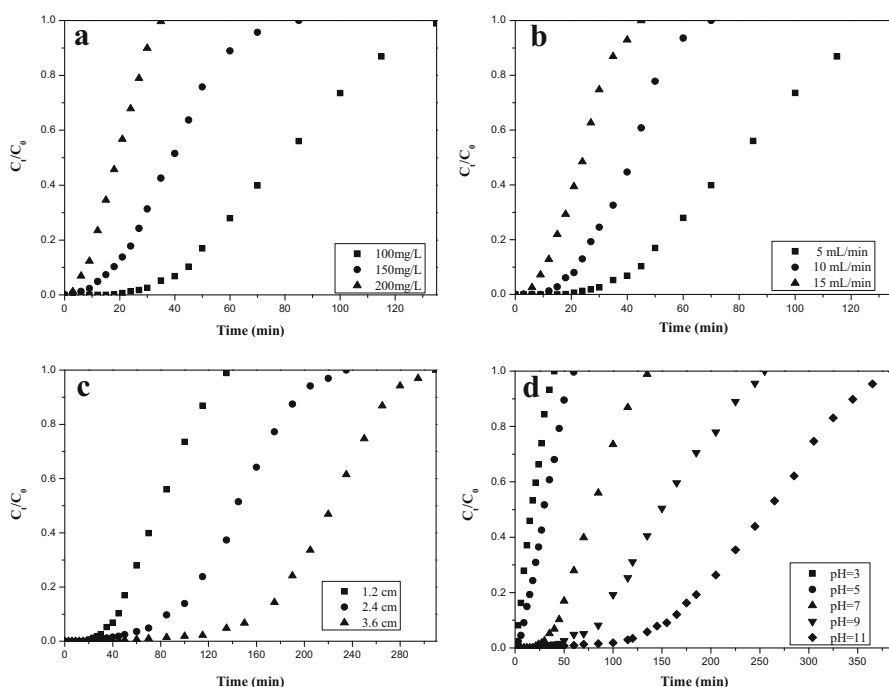 a
1.0
0.8
0.6
0.4
0.2
0.0
Ct/C0
0 20 40 60 80 100 120
Time (min)
100mg/L
150mg/L
200mg/L
b
1.0
0.8
0.6
0.4
0.2
0.0
Ct/C0
0 20 40 60 80 100 120
Time (min)
5 mL/min
10 mL/min
15 mL/min
c
1.0
0.8
0.6
0.4
0.2
0.0
Ct/C0
0 40 80 120 160 200 240 280
Time (min)
1.2 cm
2.4 cm
3.6 cm
d
1.0
0.8
0.6
0.4
0.2
0.0
Ct/C0
0 50 100 150 200 250 300 350
Time (min)
pH=3
pH=5
pH=7
pH=9
pH=11